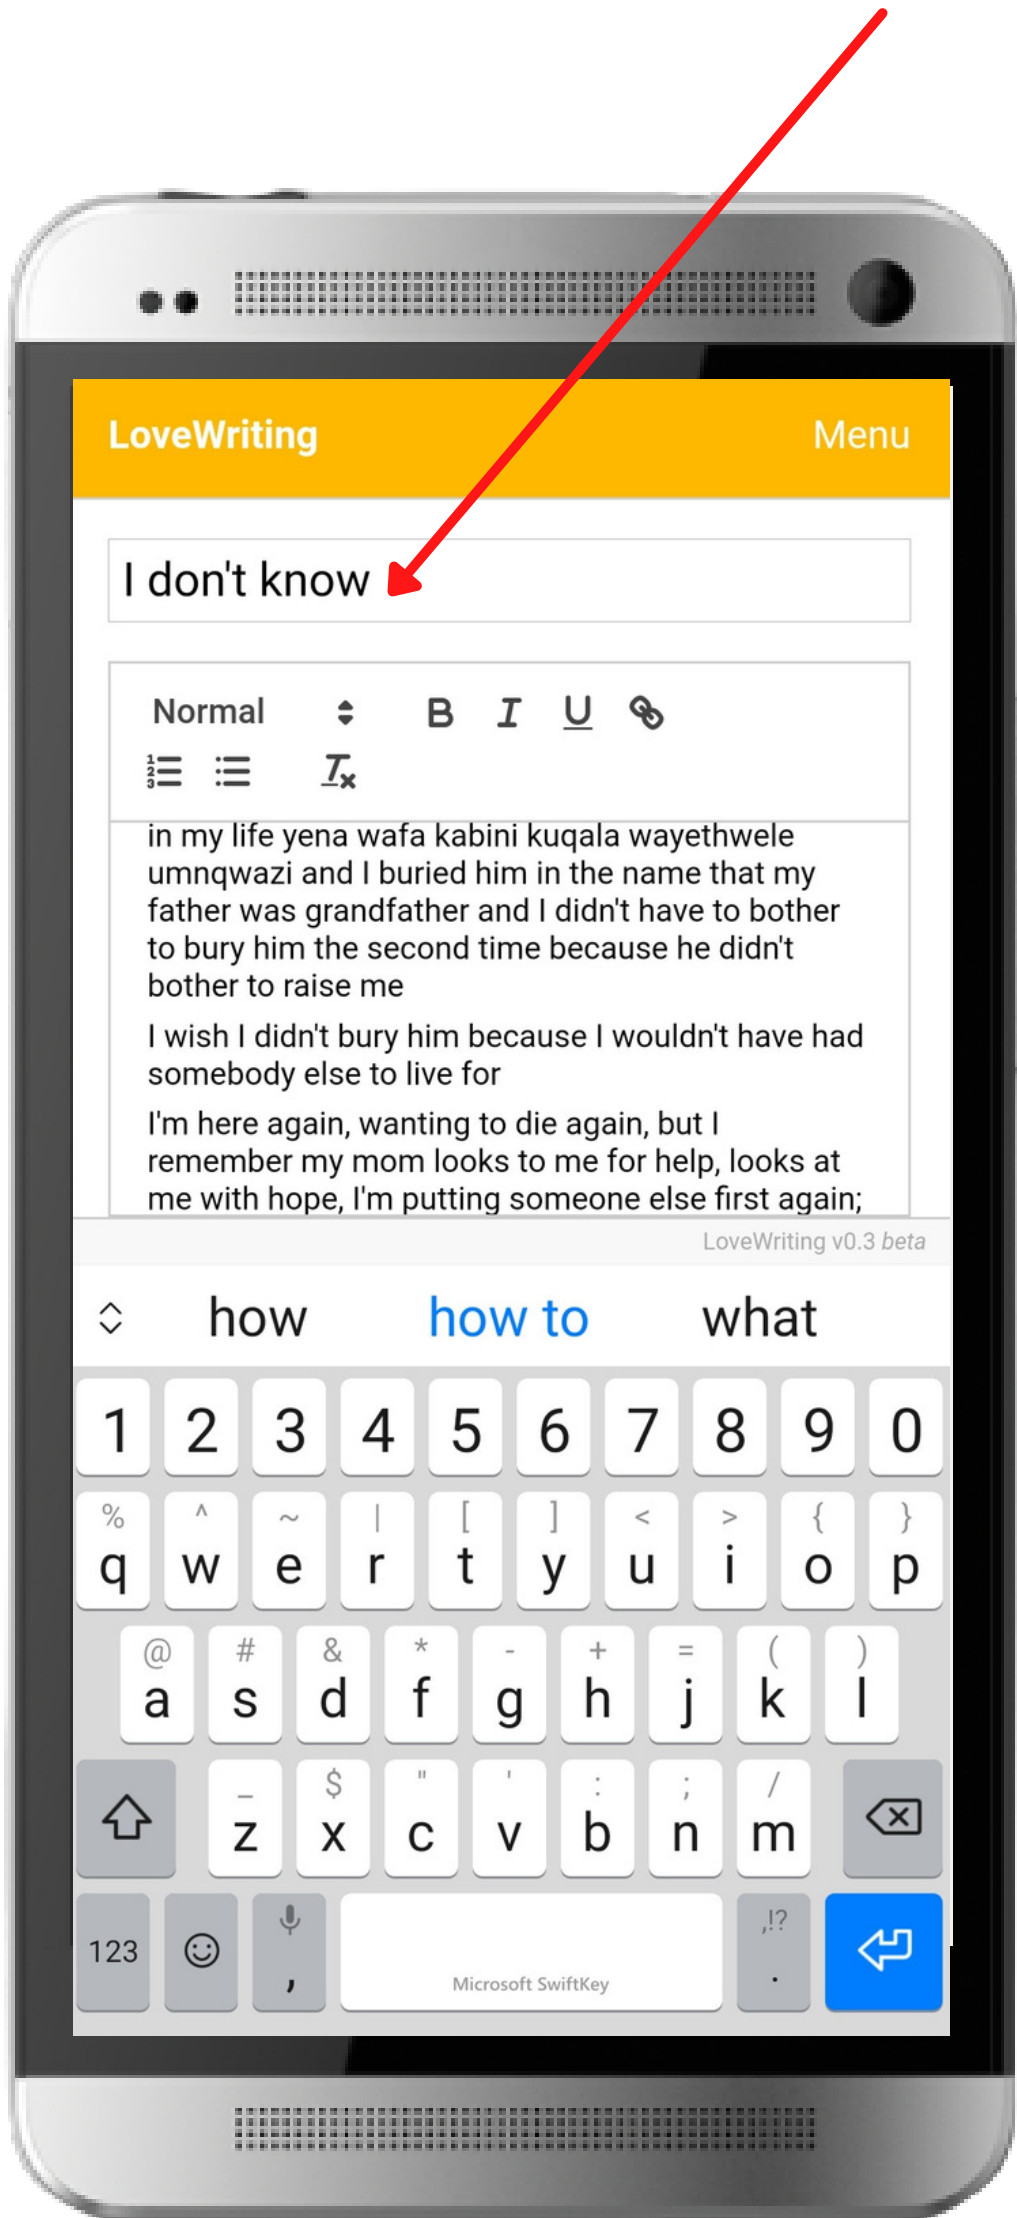 LoveWriting Menu
I don't know
Normal B I U
in my life yena wafa kabini kuqala wayethwele
umnqwazi and I buried him in the name that my
father was grandfather and I didn't have to bother
to bury him the second time because he didn't
bother to raise me
I wish I didn't bury him because I wouldn't have had
somebody else to live for
I'm here again, wanting to die again, but I
remember my mom looks to me for help, looks at
me with hope, I'm putting someone else first again;
LoveWriting v0.3 beta
how how to what
1 2 3 4 5 6 7 8 9 0
% ^ ~ | [ ] < > { }
q w e r t y u i o p
@ # & * - + = ( )
a s d f g h j k l
_ $ " ' : ; /
z x c v b n m
,!?
123 , .
Microsoft SwiftKey